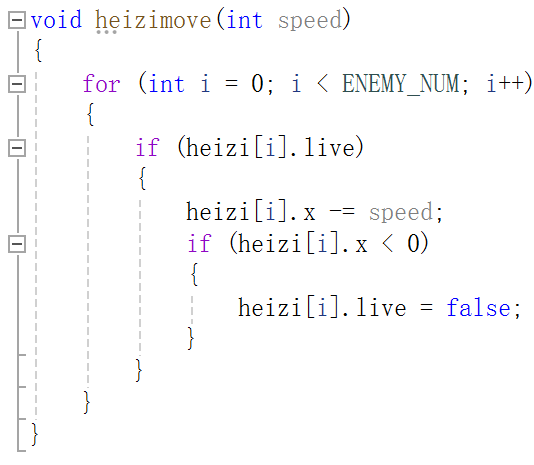 void heizimove(int speed)
{
for (int i = 0; i < ENEMY_NUM; i++)
{
if (heizi[i].live)
{
heizi[i].x -= speed;
if (heizi[i].x < 0)
{
heizi[i].live = false;
}
}
}
}